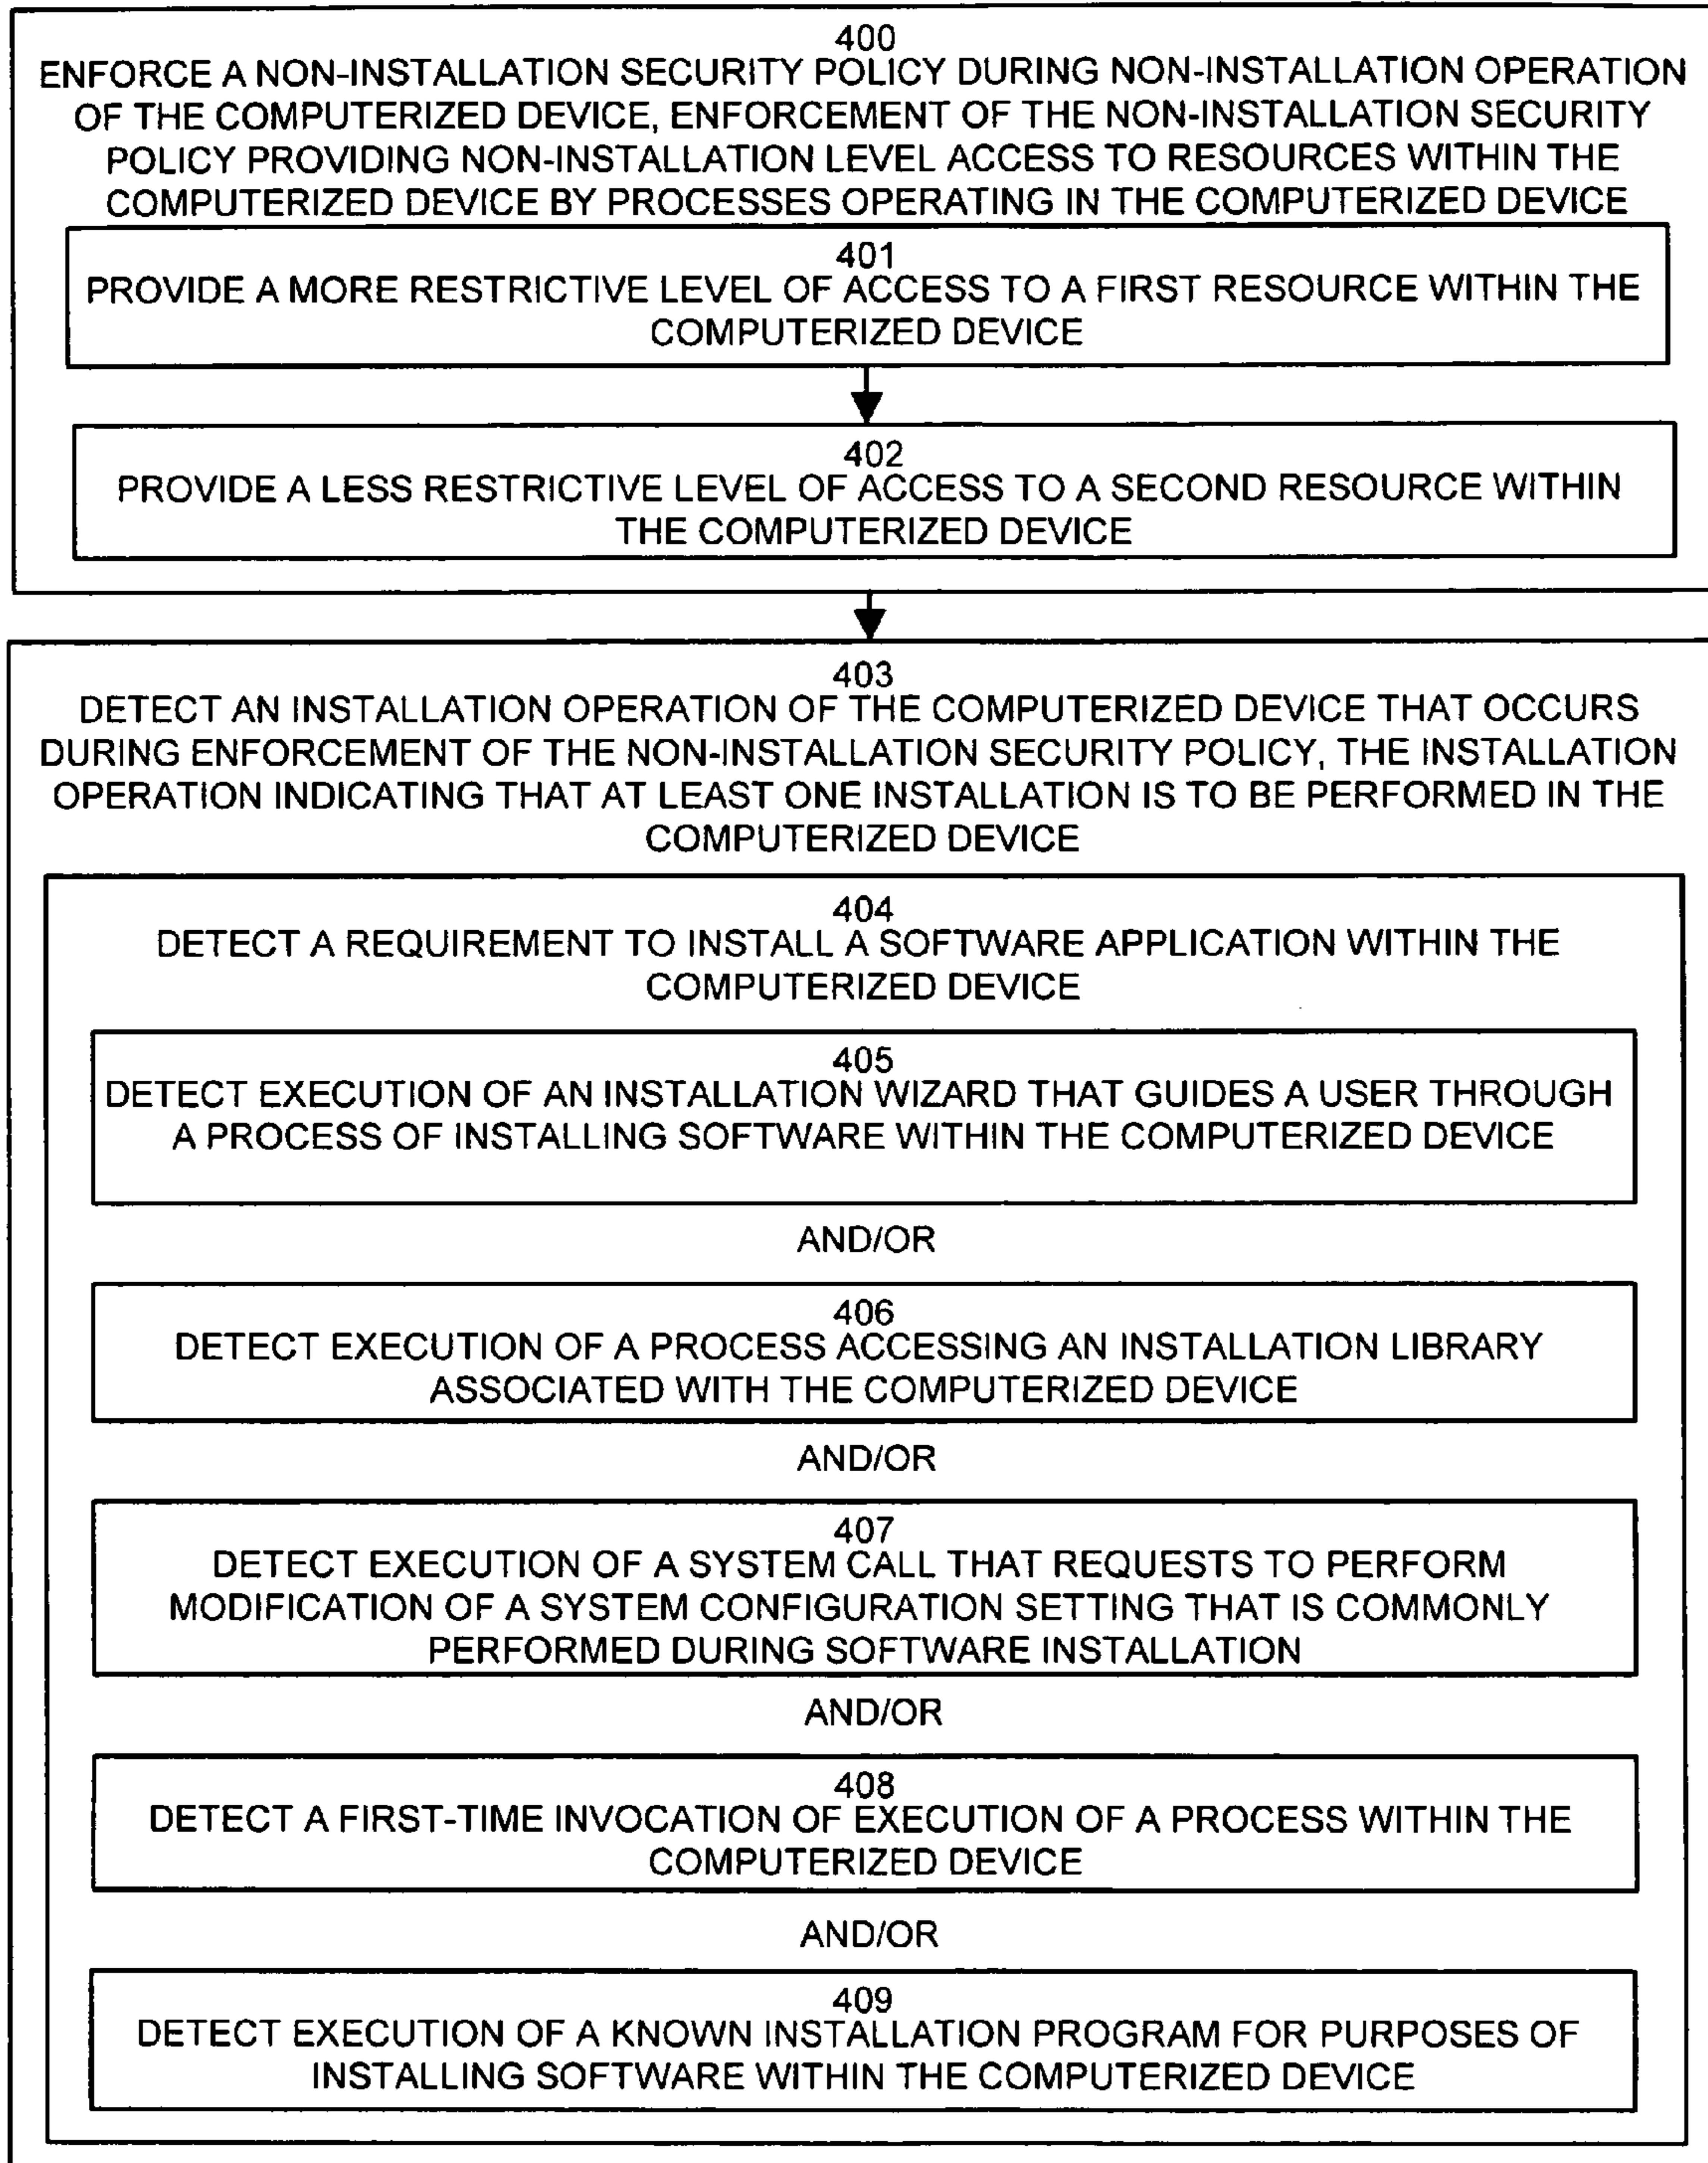 400
ENFORCE A NON-INSTALLATION SECURITY POLICY DURING NON-INSTALLATION OPERATION
OF THE COMPUTERIZED DEVICE, ENFORCEMENT OF THE NON-INSTALLATION SECURITY
POLICY PROVIDING NON-INSTALLATION LEVEL ACCESS TO RESOURCES WITHIN THE
COMPUTERIZED DEVICE BY PROCESSES OPERATING IN THE COMPUTERIZED DEVICE
401
PROVIDE A MORE RESTRICTIVE LEVEL OF ACCESS TO A FIRST RESOURCE WITHIN THE
COMPUTERIZED DEVICE
402
PROVIDE A LESS RESTRICTIVE LEVEL OF ACCESS TO A SECOND RESOURCE WITHIN
THE COMPUTERIZED DEVICE
403
DETECT AN INSTALLATION OPERATION OF THE COMPUTERIZED DEVICE THAT OCCURS
DURING ENFORCEMENT OF THE NON-INSTALLATION SECURITY POLICY, THE INSTALLATION
OPERATION INDICATING THAT AT LEAST ONE INSTALLATION IS TO BE PERFORMED IN THE
COMPUTERIZED DEVICE
404
DETECT A REQUIREMENT TO INSTALL A SOFTWARE APPLICATION WITHIN THE
COMPUTERIZED DEVICE
405
DETECT EXECUTION OF AN INSTALLATION WIZARD THAT GUIDES A USER THROUGH
A PROCESS OF INSTALLING SOFTWARE WITHIN THE COMPUTERIZED DEVICE
AND/OR
406
DETECT EXECUTION OF A PROCESS ACCESSING AN INSTALLATION LIBRARY
ASSOCIATED WITH THE COMPUTERIZED DEVICE
AND/OR
407
DETECT EXECUTION OF A SYSTEM CALL THAT REQUESTS TO PERFORM
MODIFICATION OF A SYSTEM CONFIGURATION SETTING THAT IS COMMONLY
PERFORMED DURING SOFTWARE INSTALLATION
AND/OR
408
DETECT A FIRST-TIME INVOCATION OF EXECUTION OF A PROCESS WITHIN THE
COMPUTERIZED DEVICE
AND/OR
409
DETECT EXECUTION OF A KNOWN INSTALLATION PROGRAM FOR PURPOSES OF
INSTALLING SOFTWARE WITHIN THE COMPUTERIZED DEVICE